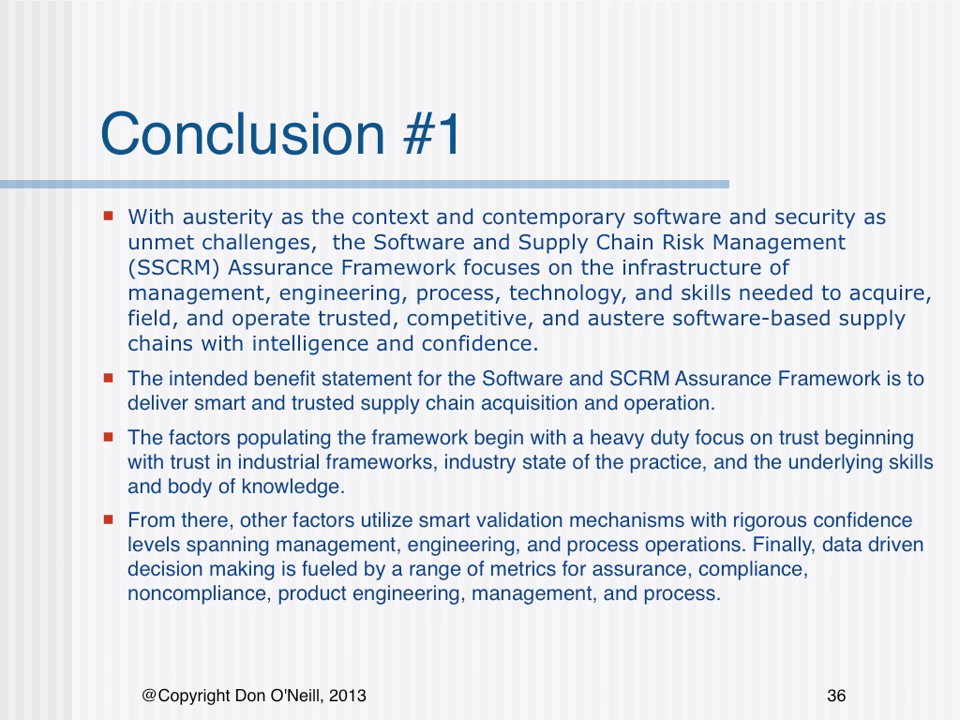 Conclusion #1
With austerity as the context and contemporary software and security as
unmet challenges,  the Software and Supply Chain Risk Management
(SSCRM) Assurance Framework focuses on the infrastructure of
management, engineering, process, technology, and skills needed to acquire,
field, and operate trusted, competitive, and austere software-based supply
chains with intelligence and confidence.
The intended benefit statement for the Software and SCRM Assurance Framework is to
deliver smart and trusted supply chain acquisition and operation.
The factors populating the framework begin with a heavy duty focus on trust beginning
with trust in industrial frameworks, industry state of the practice, and the underlying skills
and body of knowledge.
From there, other factors utilize smart validation mechanisms with rigorous confidence
levels spanning management, engineering, and process operations. Finally, data driven
decision making is fueled by a range of metrics for assurance, compliance,
noncompliance, product engineering, management, and process.
@Copyright Don O'Neill, 2013
36